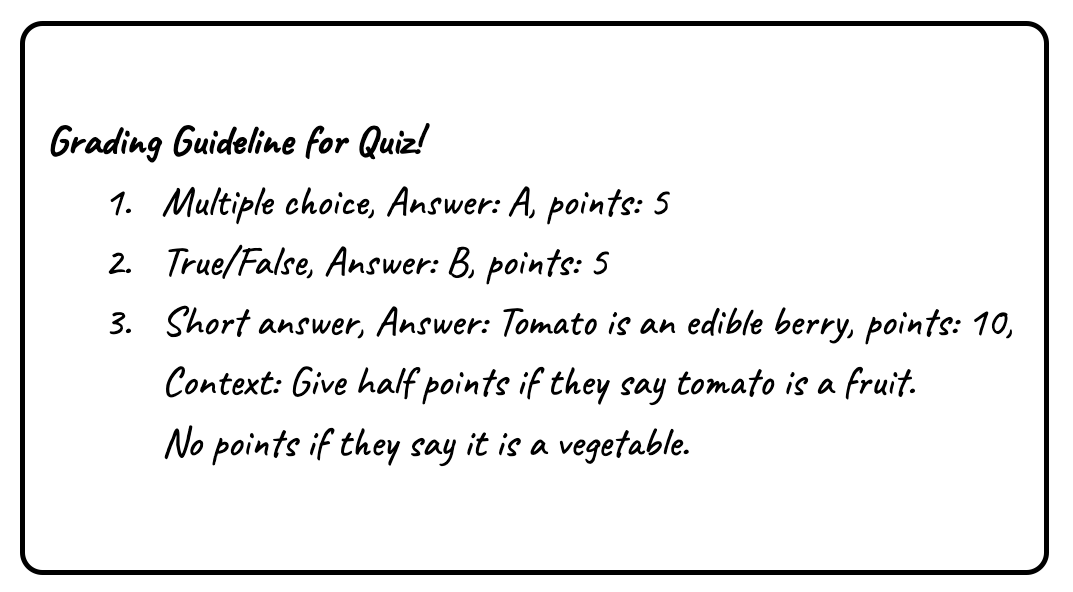 Grading Guideline for Quiz!
1. Multiple choice, Answer: A, points: 5
2. True/False, Answer: B, points: 5
3. Short answer, Answer: Tomato is an edible berry, points: 10,
Context: Give half points if they say tomato is a fruit.
No points if they say it is a vegetable.